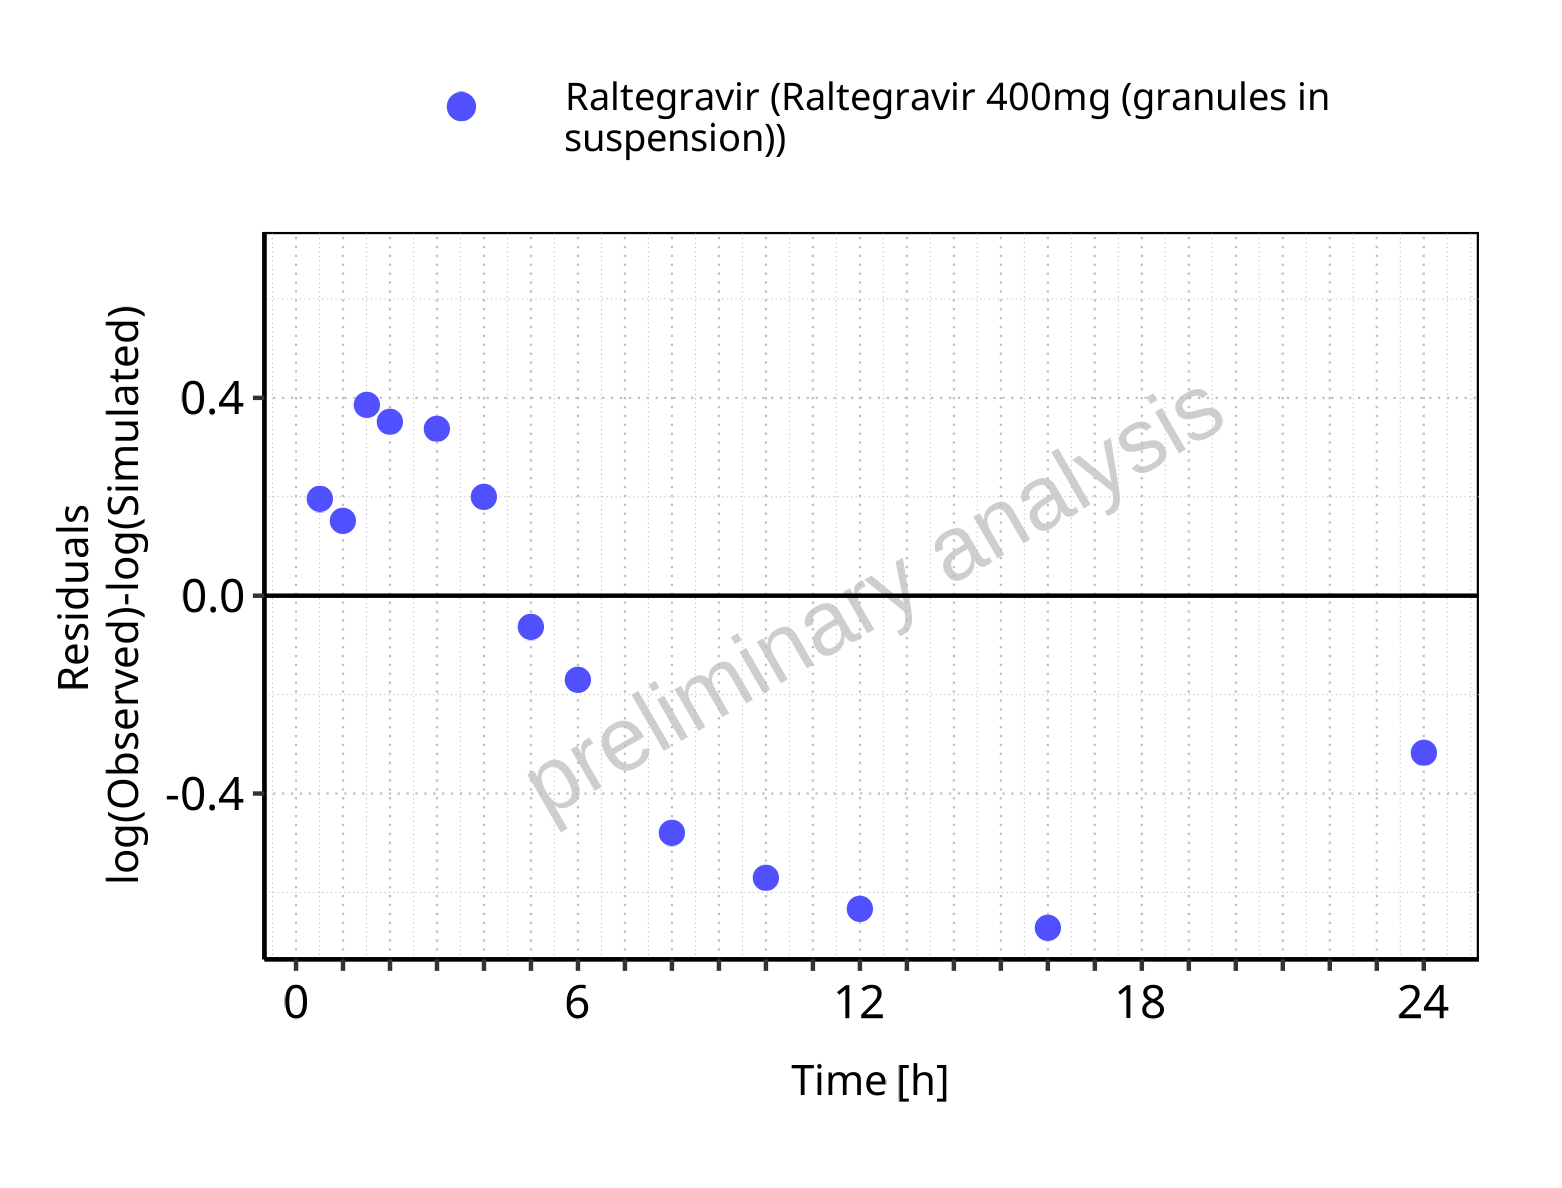 Raltegravir (Raltegravir 400mg (granules in
suspension))
Residuals
log(Observed)-log(Simulated)
0.4
0.0
-0.4
preliminary analysis
0 6 12 18 24
Time [h]